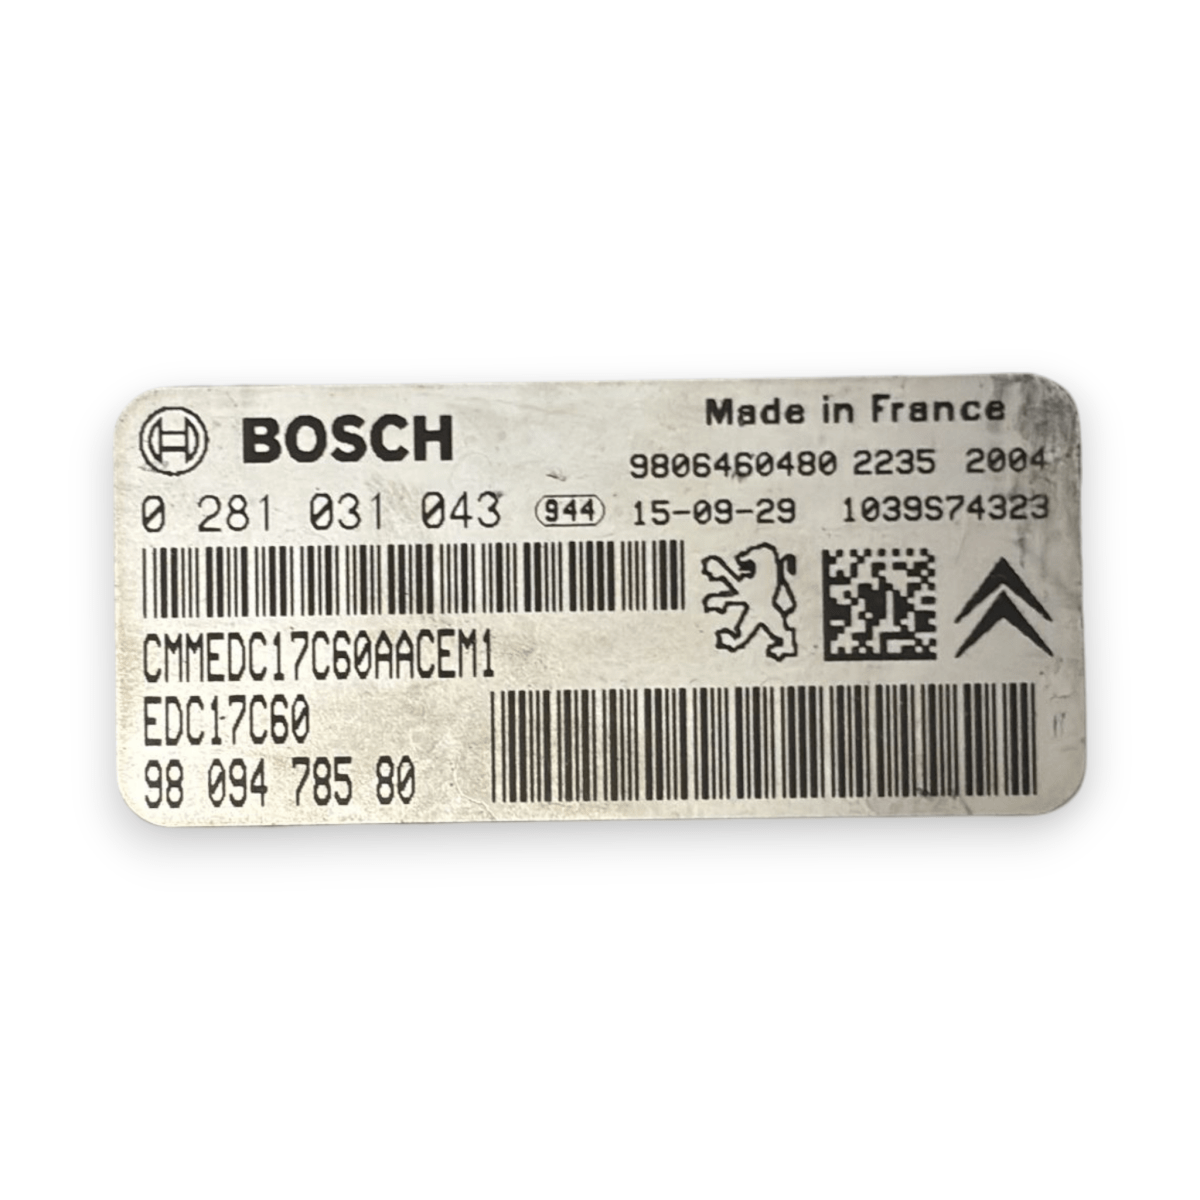 BOSCH
Made in France
9806460480 2235 2004
0 281 031 043 944 15-09-29 1039S74323
CMMEDC17C60AACEM1
EDC17C60
98 094 785 80